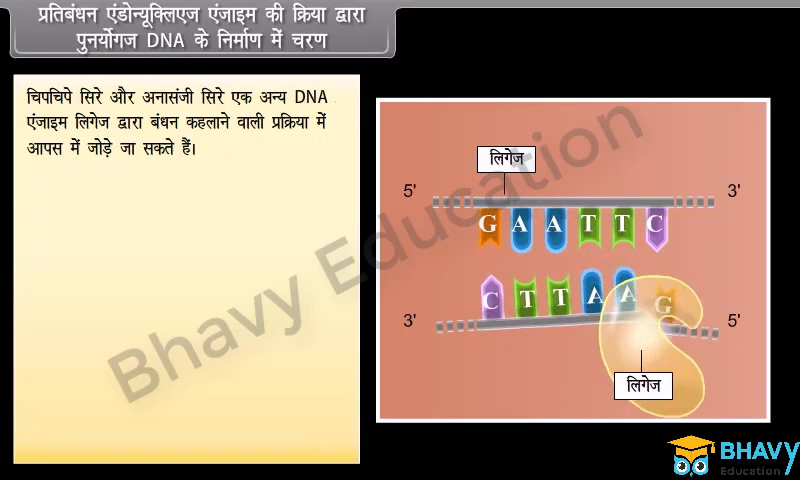 प्रतिबंधन एंडोन्यूक्लिएज एंजाइम की क्रिया द्वारा
पुनर्योगज DNA के निर्माण में चरण
चिपचिपे सिरे और अनासंजी सिरे एक अन्य DNA
एंजाइम लिगेज द्वारा बंधन कहलाने वाली प्रक्रिया में
आपस में जोड़े जा सकते हैं।
लिगेज
5' 3'
G A A T T C
C T T A A G
3' 5'
लिगेज
Bhavy Education
BHAVY
Education